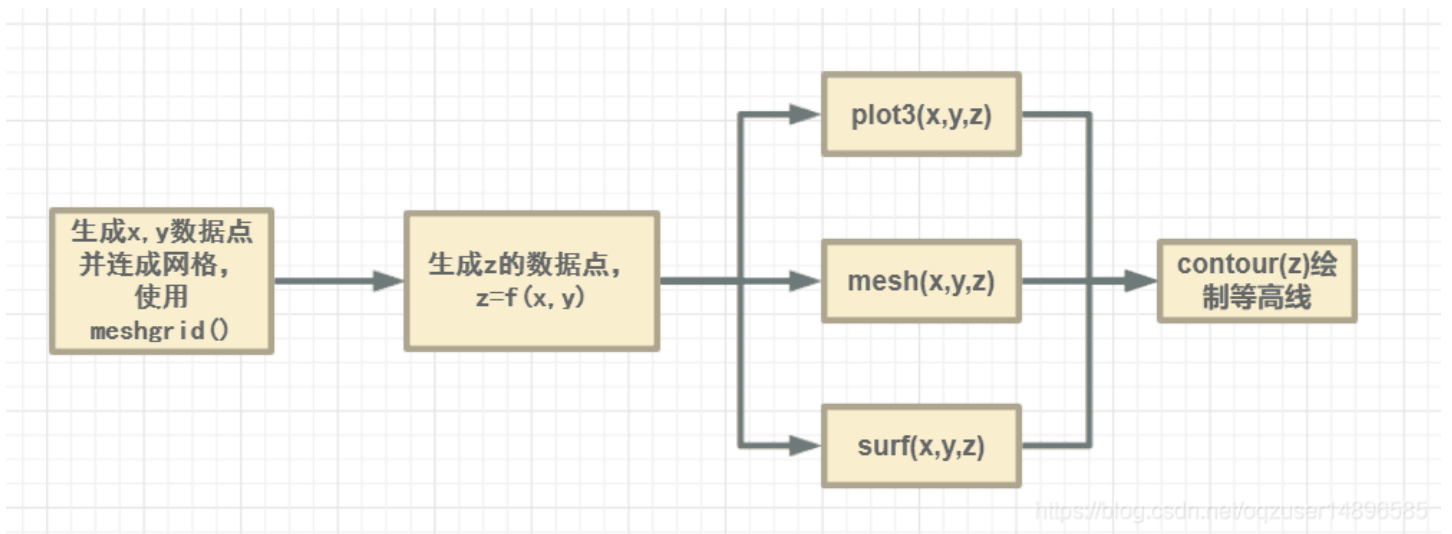 生成x,y数据点
并连成网格，
使用
meshgrid()
生成z的数据点，
z=f(x,y)
plot3(x,y,z)
mesh(x,y,z)
surf(x,y,z)
contour(z)绘
制等高线
https://blog.csdn.net/oqzuser14896585